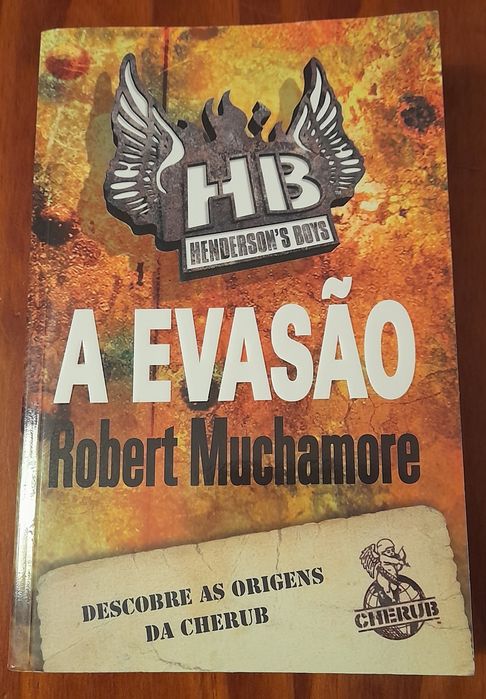 HB
HENDERSON'S BOYS
A EVASÃO
Robert Muchamore
DESCOBRE AS ORIGENS
DA CHERUB
CHERUB